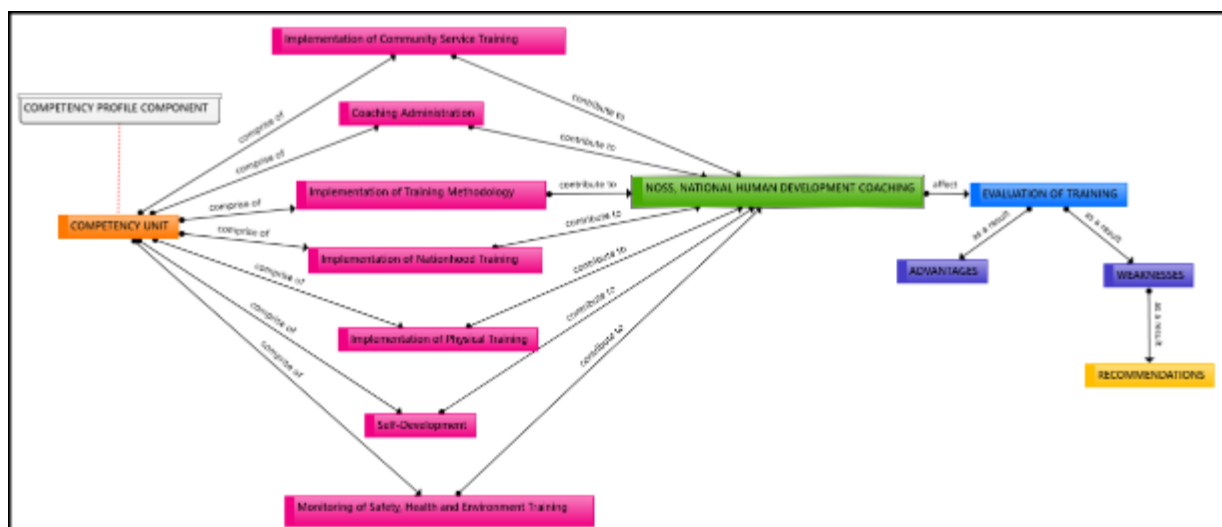 Implementation of Community Service Training
COMPETENCY PROFILE COMPONENT
comprise of
contribute to
Coaching Administration
comprise of
contribute to
Implementation of Training Methodology
contribute to
NOSS, NATIONAL HUMAN DEVELOPMENT COACHING
affect
EVALUATION OF TRAINING
comprise of
contribute to
COMPETENCY UNIT
comprise of
as a result
as a result
Implementation of Nationhood Training
contribute to
ADVANTAGES
WEAKNESSES
comprise of
comprise of
contribute to
as a result
Implementation of Physical Training
contribute to
comprise of
RECOMMENDATIONS
Self-Development
Monitoring of Safety, Health and Environment Training